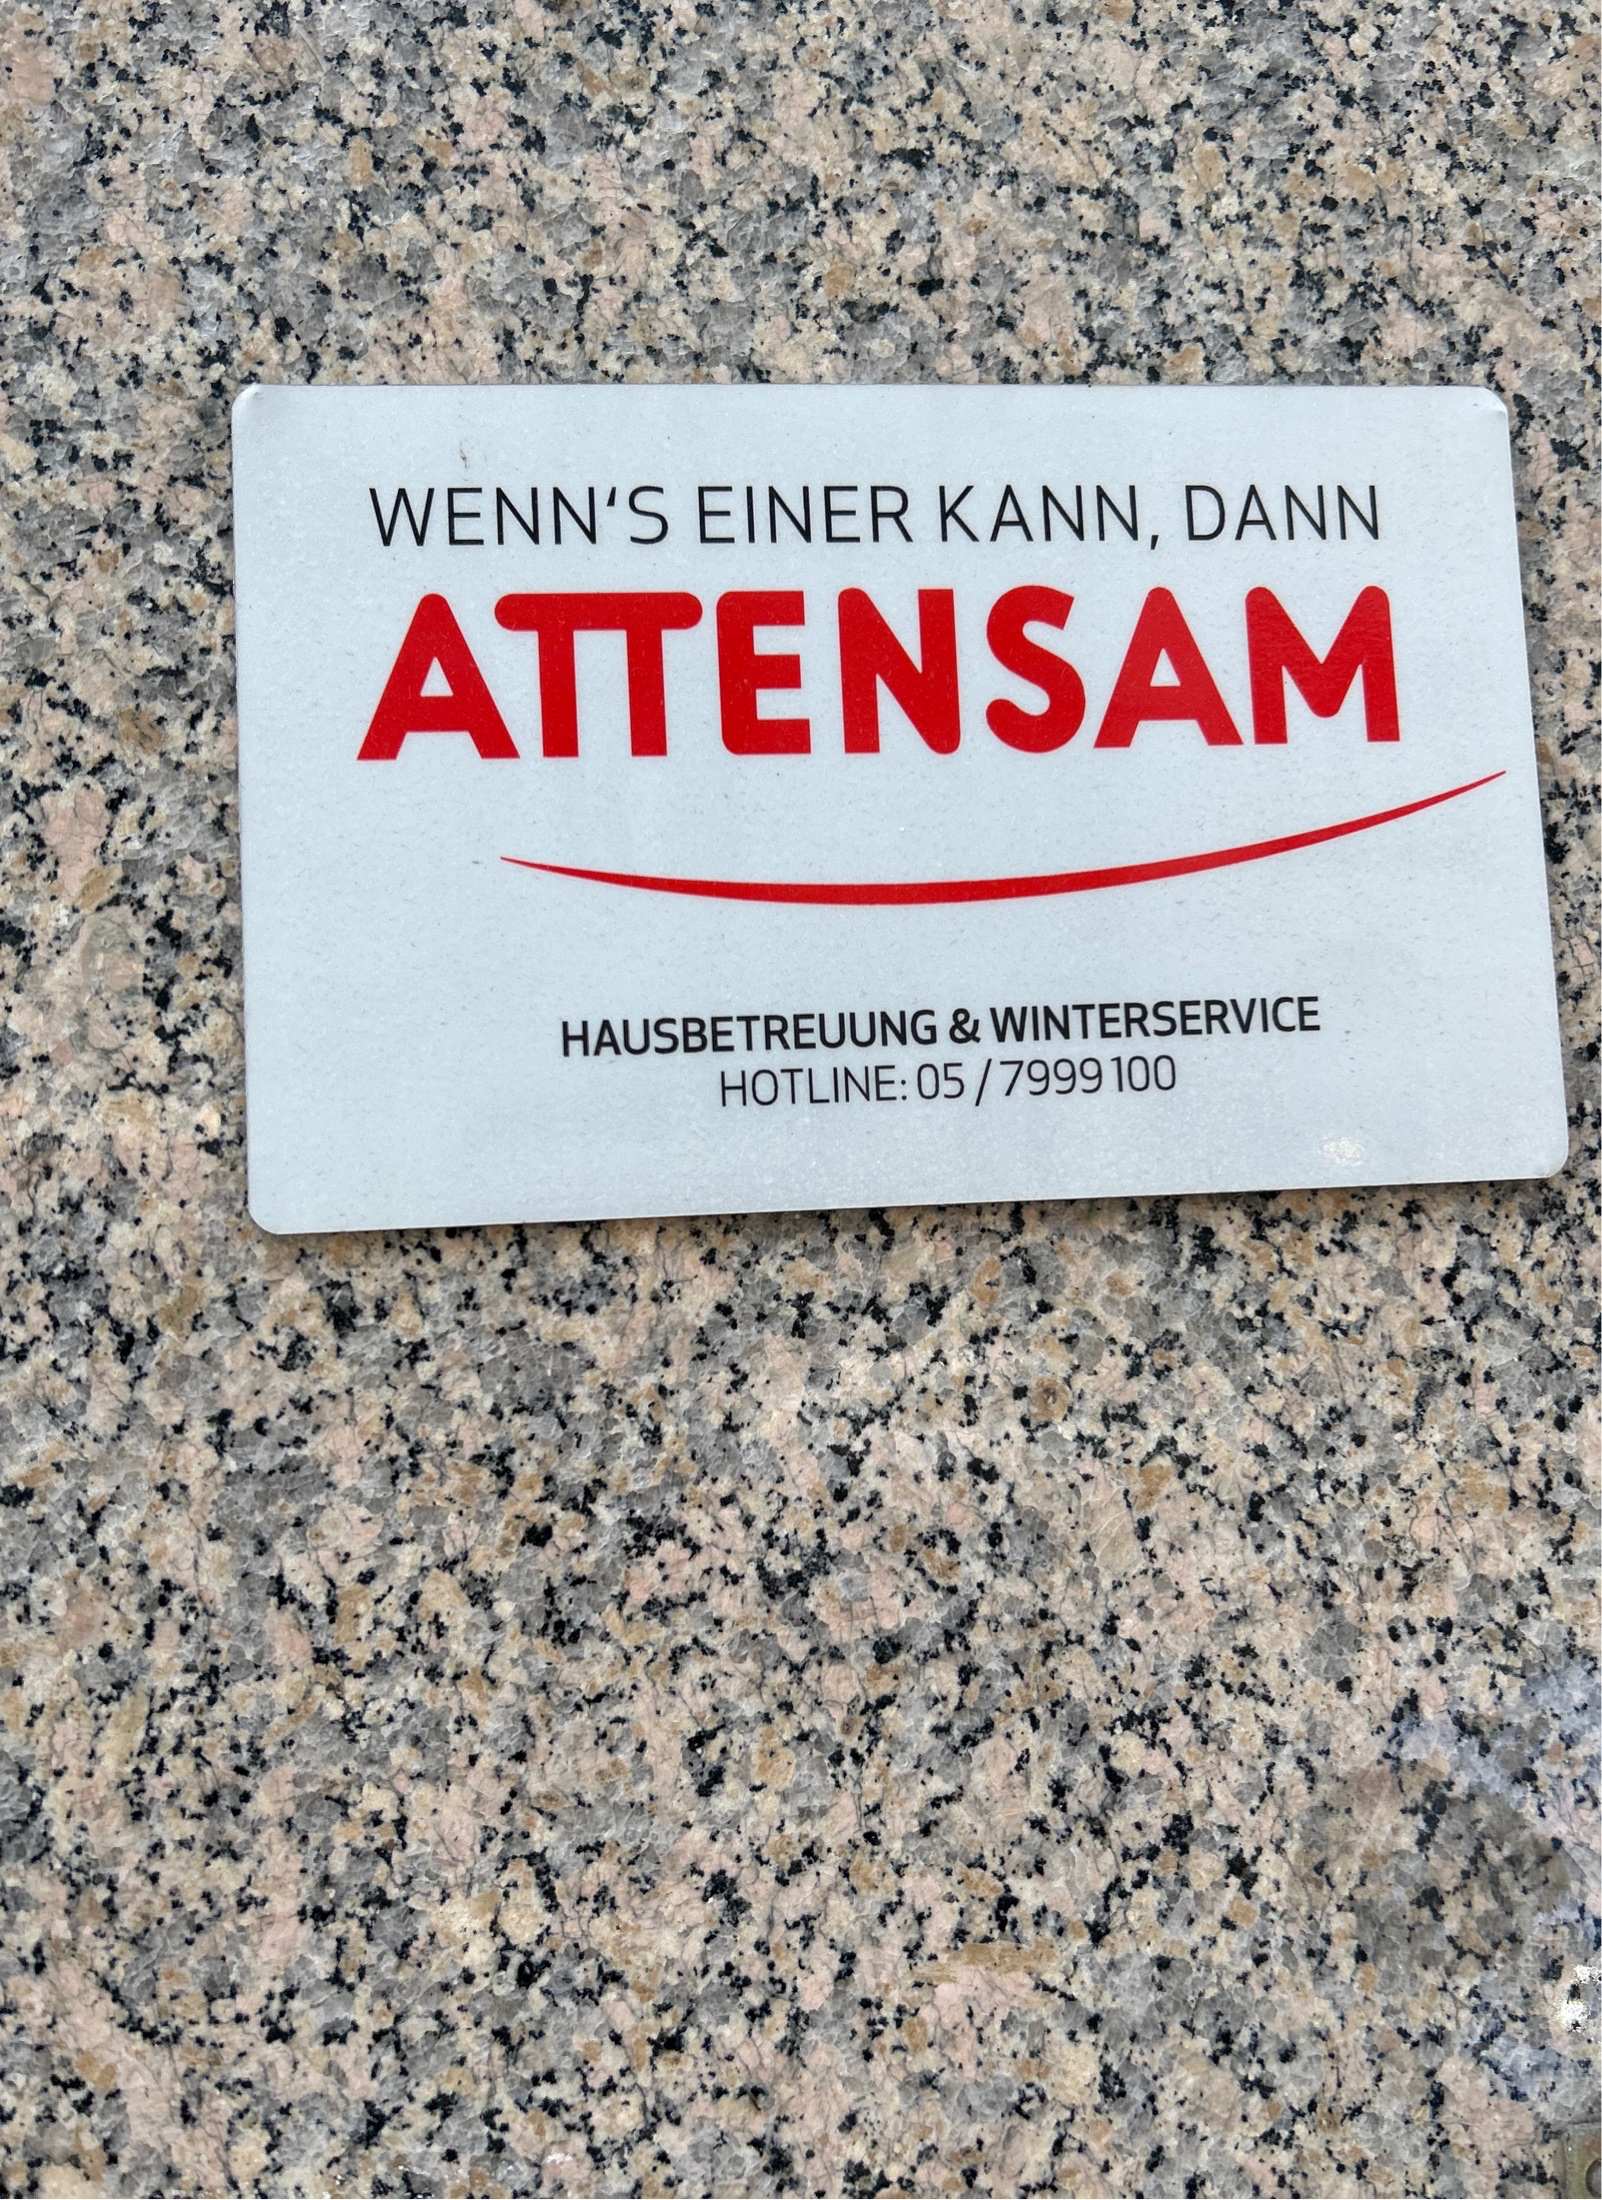 WENN‘S EINER KANN, DANN
ATTENSAM
HAUSBETREUUNG & WINTERSERVICE
HOTLINE: 05 / 7999 100